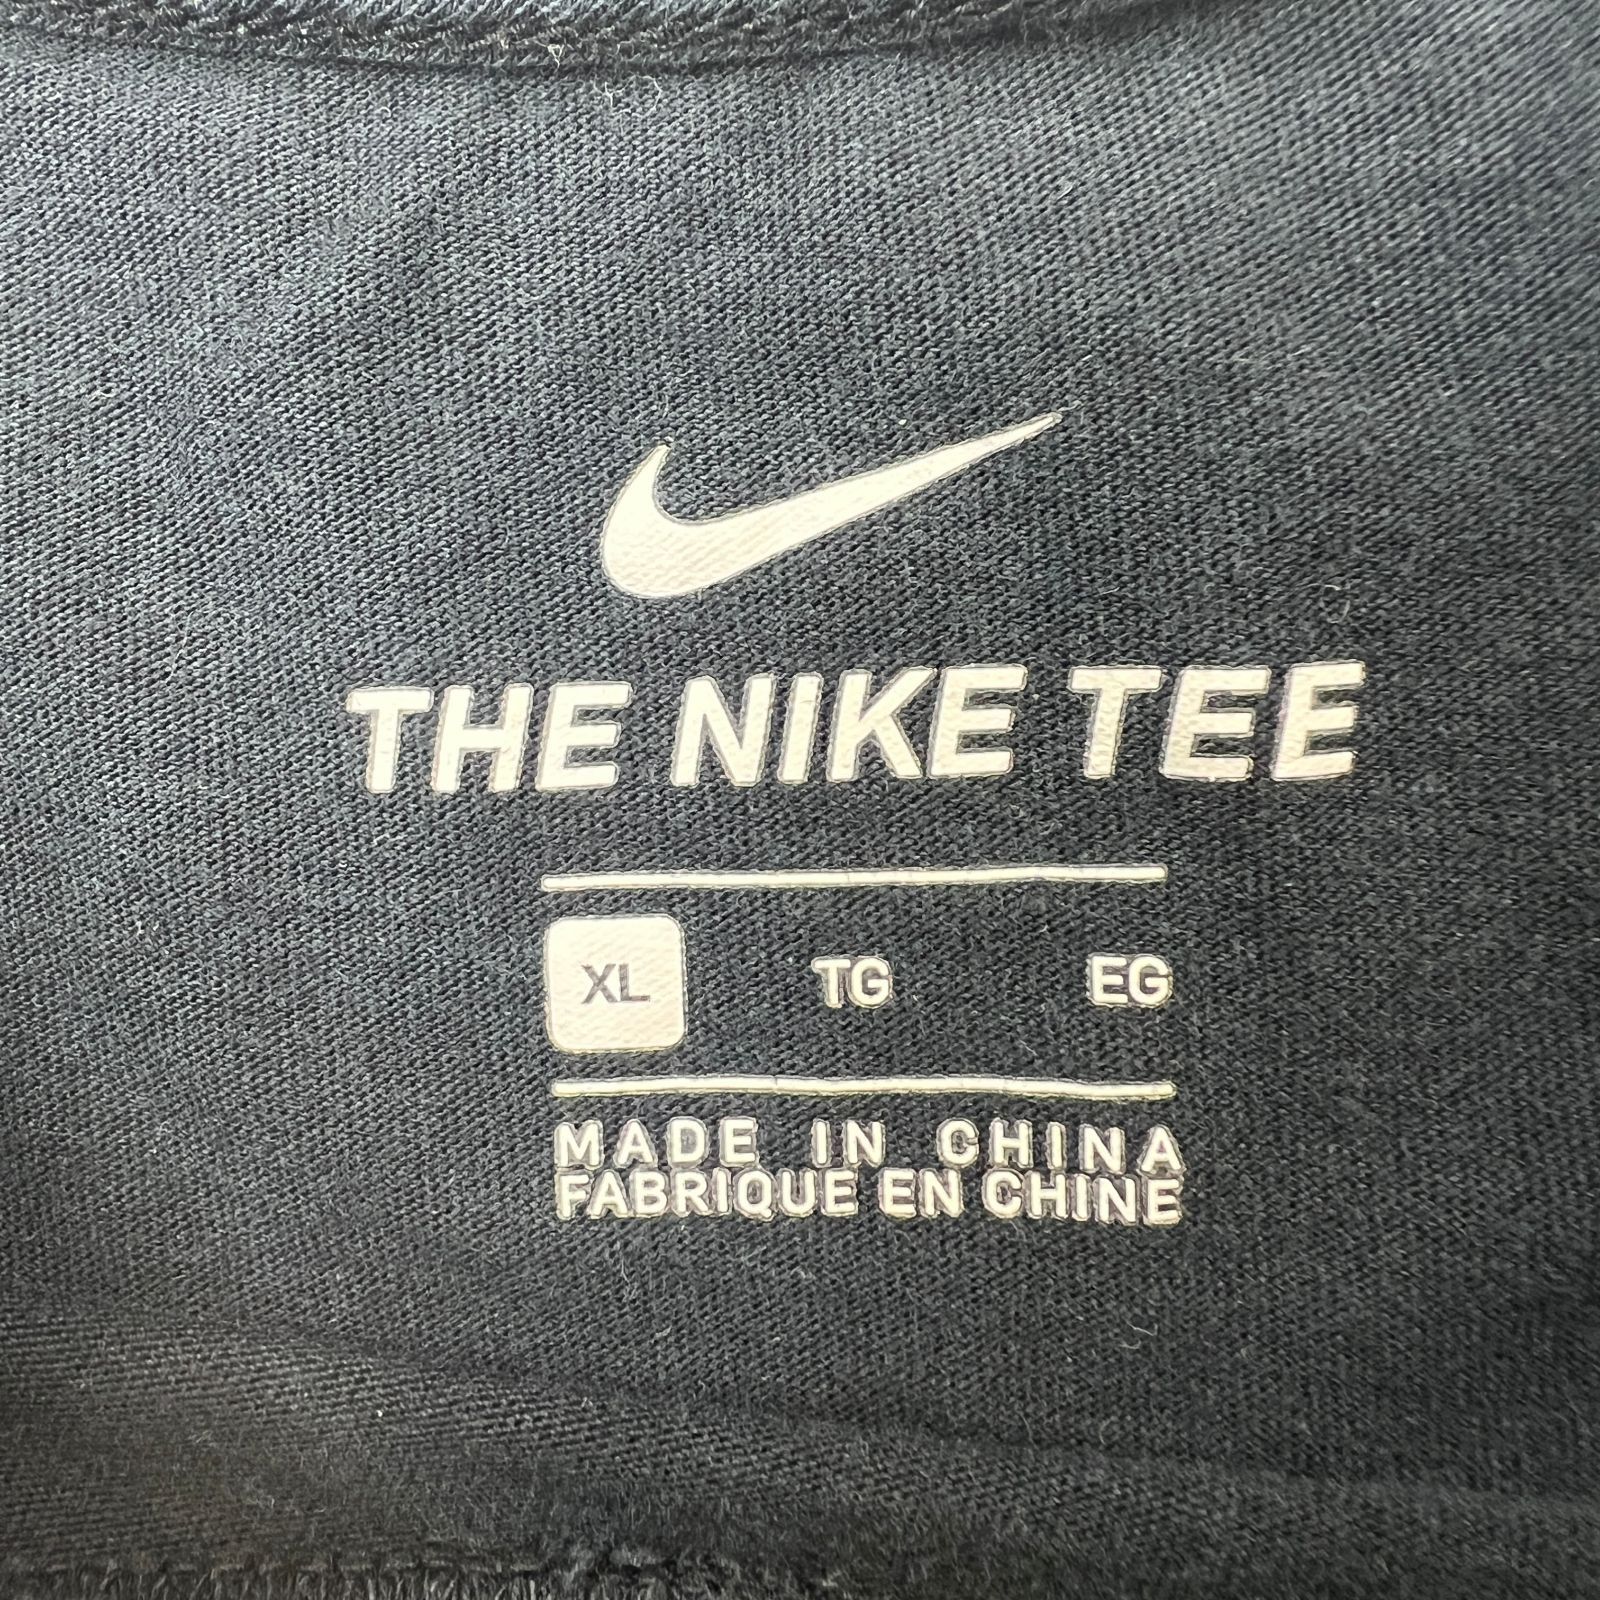 THE NIKE TEE
XL TG EG
MADE IN CHINA
FABRIQUE EN CHINE